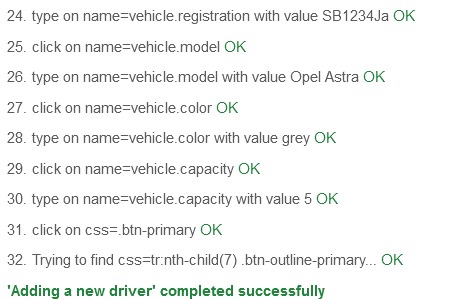 24. type on name=vehicle.registration with value SB1234Ja OK
25. click on name=vehicle.model OK
26. type on name=vehicle.model with value Opel Astra OK
27. click on name=vehicle.color OK
28. type on name=vehicle.color with value grey OK
29. click on name=vehicle.capacity OK
30. type on name=vehicle.capacity with value 5 OK
31. click on css=.btn-primary OK
32. Trying to find css=tr:nth-child(7) .btn-outline-primary... OK
'Adding a new driver' completed successfully